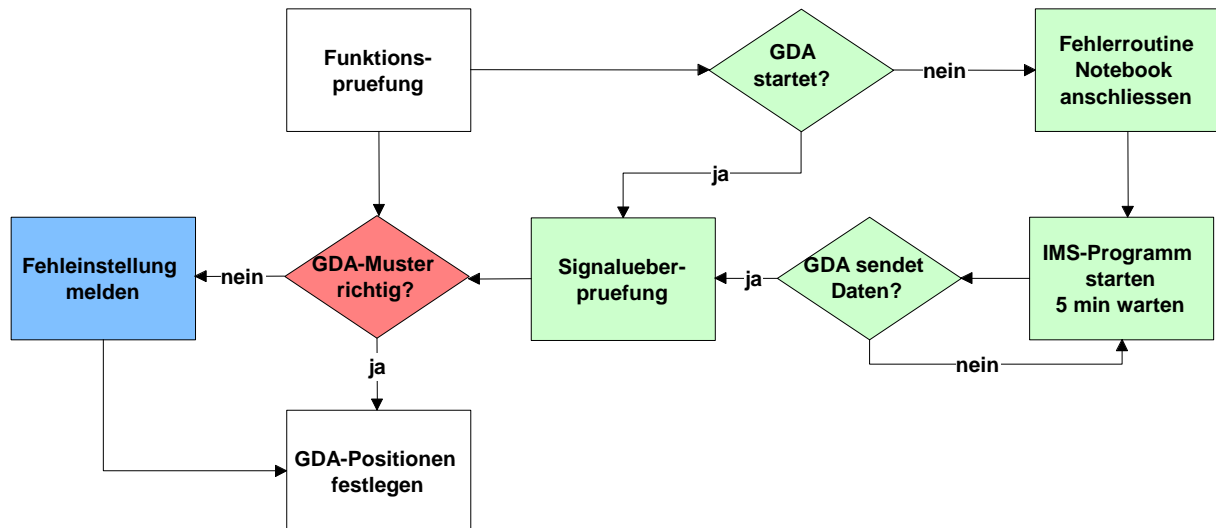 Funktions-
pruefung
GDA
startet?
nein
Fehlerroutine
Notebook
anschliessen
ja
Fehleinstellung
melden
nein
GDA-Muster
richtig?
Signalueber-
pruefung
ja
GDA sendet
Daten?
IMS-Programm
starten
5 min warten
nein
ja
GDA-Positionen
festlegen